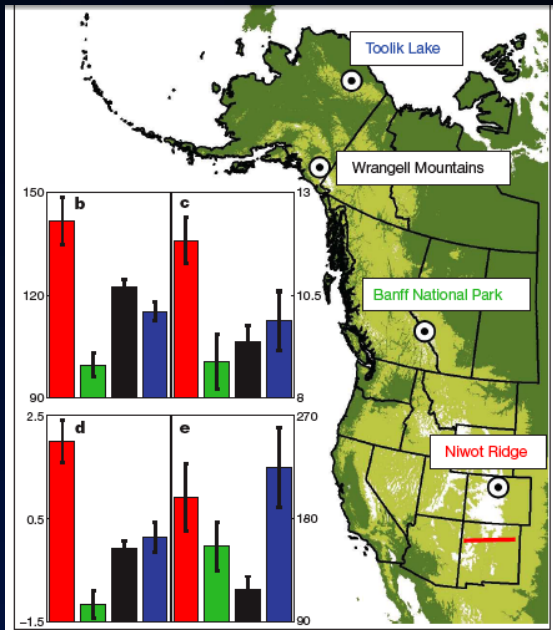 Toolik Lake
Wrangell Mountains
150
b
c
13
120
10.5
Banff National Park
90
8
2.5
d
e
270
Niwot Ridge
0.5
180
−1.5
90